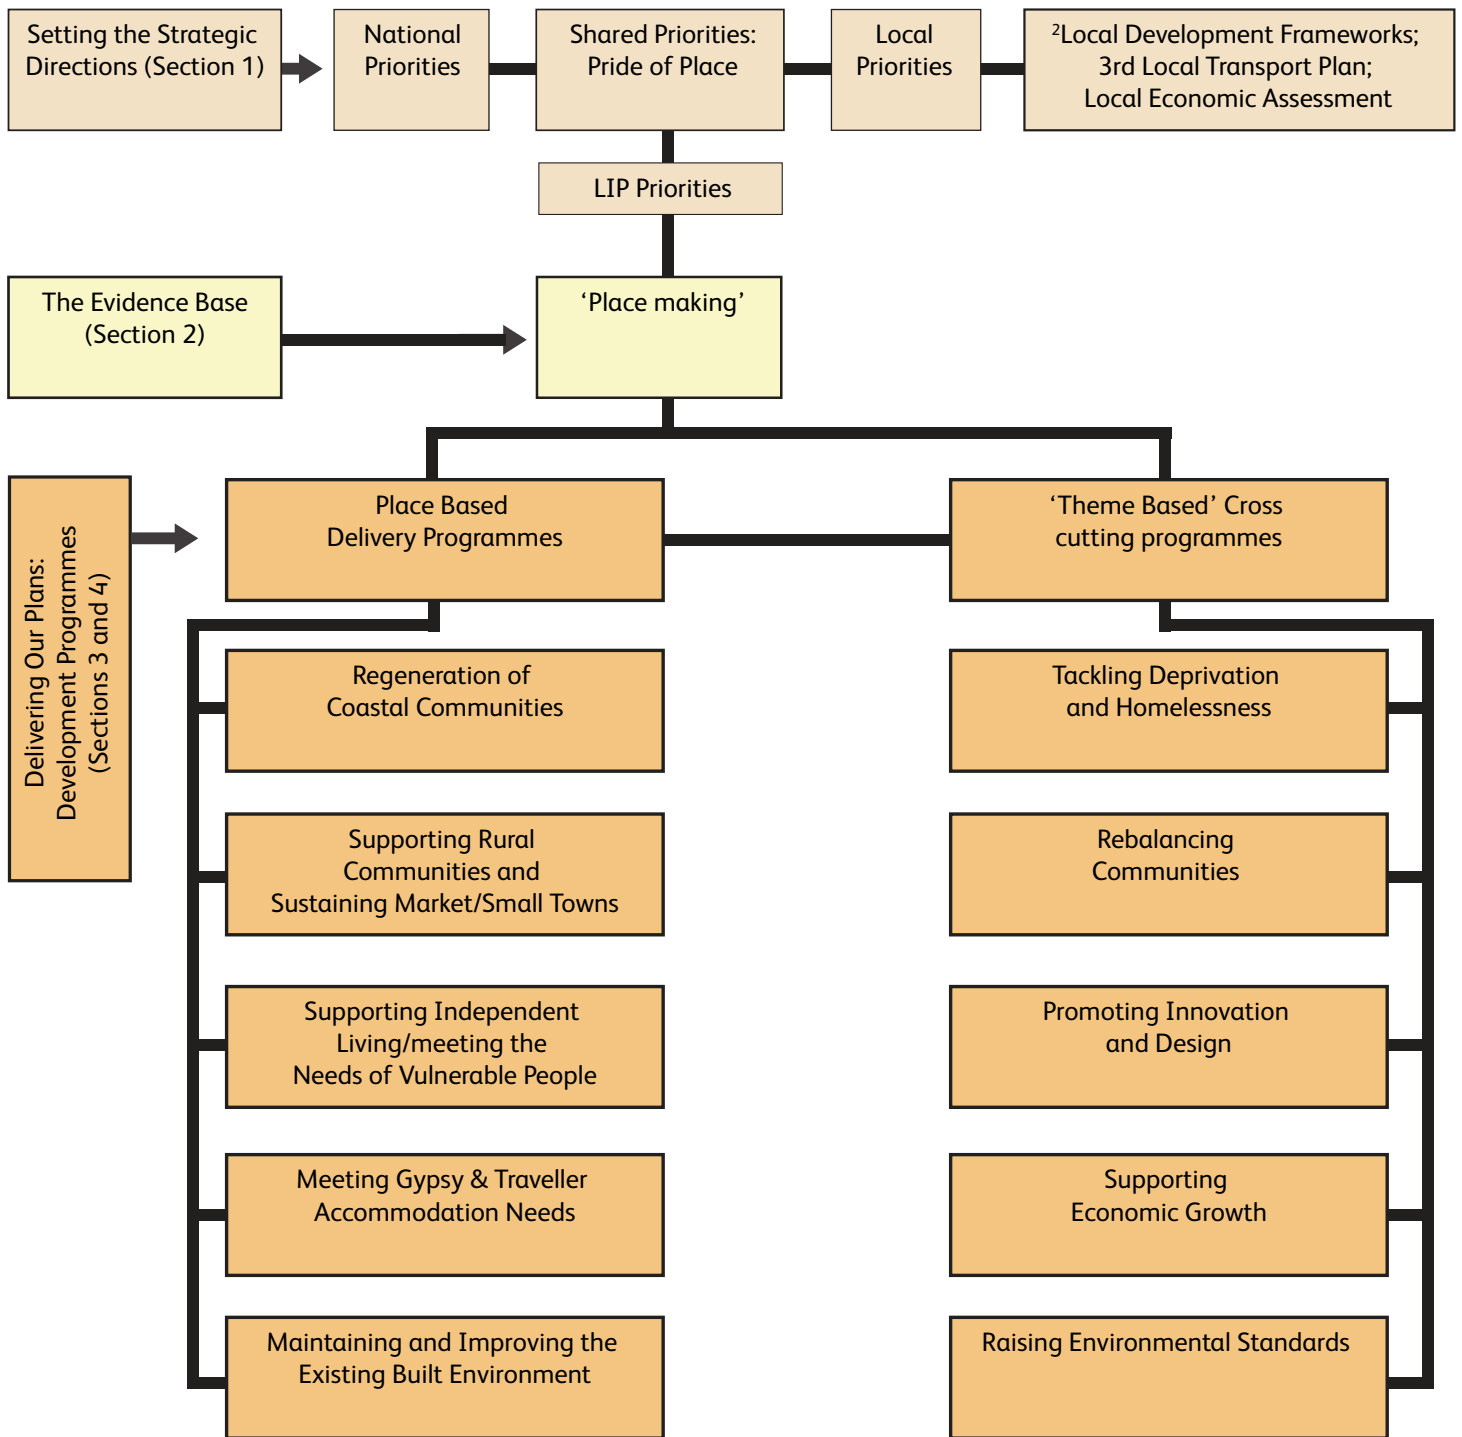 Setting the Strategic
Directions (Section 1)
National
Priorities
Shared Priorities:
Pride of Place
Local
Priorities
²Local Development Frameworks;
3rd Local Transport Plan;
Local Economic Assessment
LIP Priorities
The Evidence Base
(Section 2)
‘Place making’
Delivering Our Plans:
Development Programmes
(Sections 3 and 4)
Place Based
Delivery Programmes
‘Theme Based’ Cross
cutting programmes
Regeneration of
Coastal Communities
Supporting Rural
Communities and
Sustaining Market/Small Towns
Supporting Independent
Living/meeting the
Needs of Vulnerable People
Meeting Gypsy & Traveller
Accommodation Needs
Maintaining and Improving the
Existing Built Environment
Tackling Deprivation
and Homelessness
Rebalancing
Communities
Promoting Innovation
and Design
Supporting
Economic Growth
Raising Environmental Standards